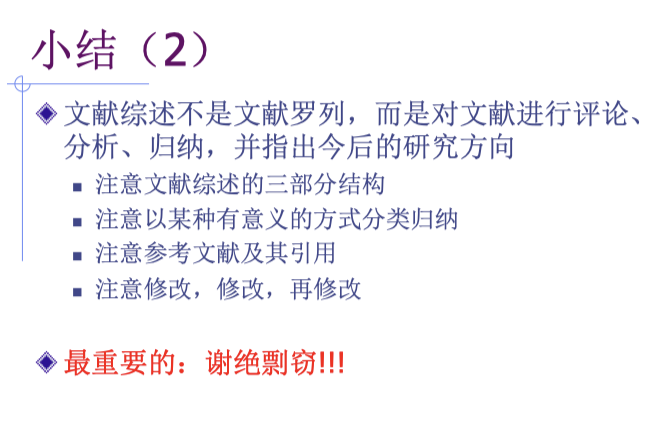 小结（2）
文献综述不是文献罗列，而是对文献进行评论、
分析、归纳，并指出今后的研究方向
注意文献综述的三部分结构
注意以某种有意义的方式分类归纳
注意参考文献及其引用
注意修改，修改，再修改
最重要的：谢绝剽窃!!!